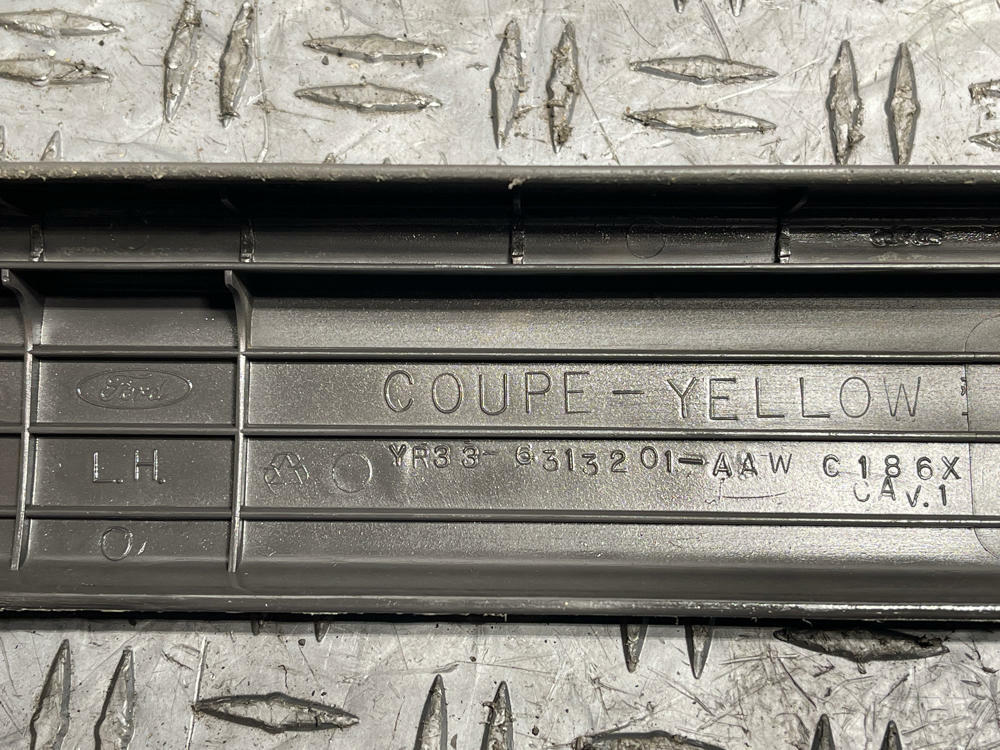 Ford
COUPE-YELLOW
L.H.
YR33-6313201-AAW C186X
CAV.1